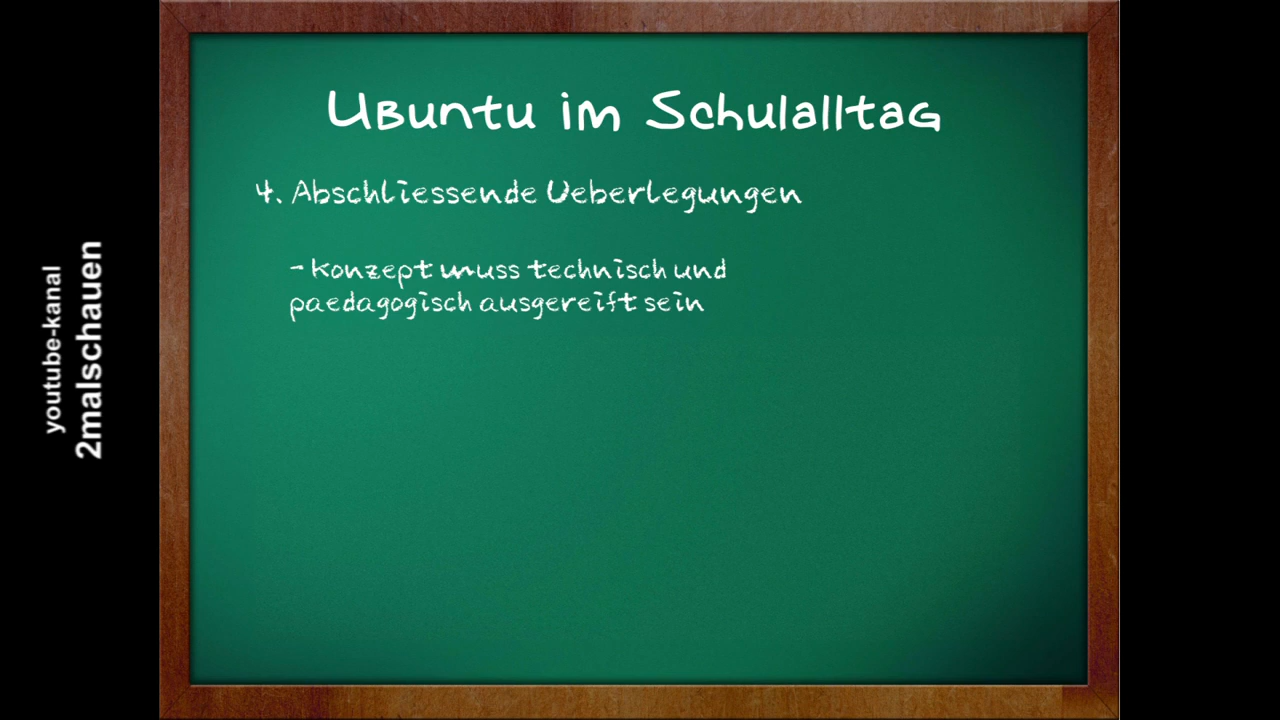 Ubuntu im Schulalltag
4. Abschliessende Ueberlegungen
- Konzept muss technisch und
paedagogisch ausgereift sein
youtube-kanal
2malschauen